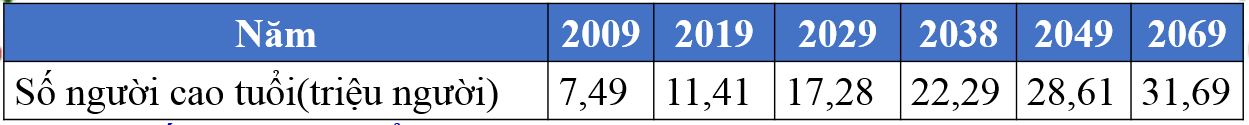 Năm 2009 2019 2029 2038 2049 2069
Số người cao tuổi(triệu người) 7,49 11,41 17,28 22,29 28,61 31,69